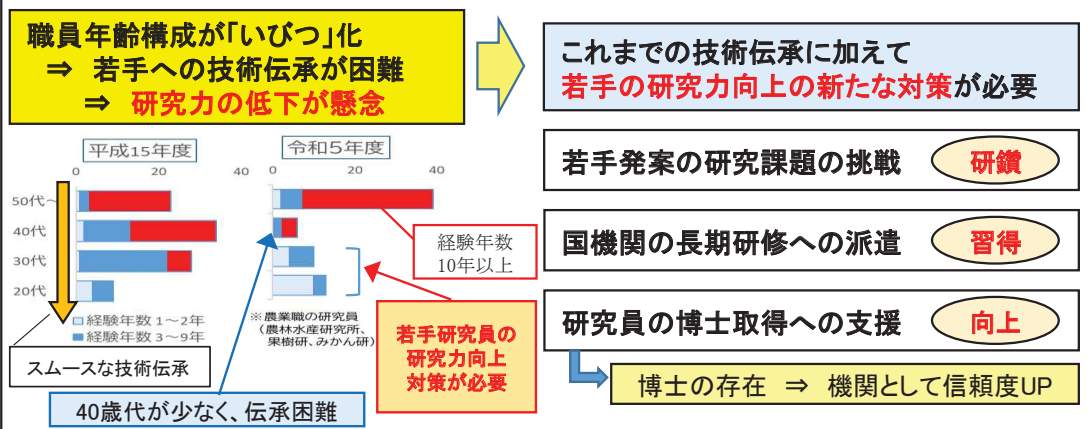 職員年齢構成が「いびつ」化
⇒ 若手への技術伝承が困難
⇒ 研究力の低下が懸念
これまでの技術伝承に加えて
若手の研究力向上の新たな対策が必要
平成15年度
0 20 40
50代~
40代
30代
20代
経験年数1~2年
経験年数3~9年
スムースな技術伝承
令和5年度
0 20 40
経験年数
10年以上
※農業職の研究員
(農林水産研究所、
果樹研、みかん研)
若手研究員の
研究力向上
対策が必要
40歳代が少なく、伝承困難
若手発案の研究課題の挑戦 研鑽
国機関の長期研修への派遣 習得
研究員の博士取得への支援 向上
博士の存在 ⇒ 機関として信頼度UP